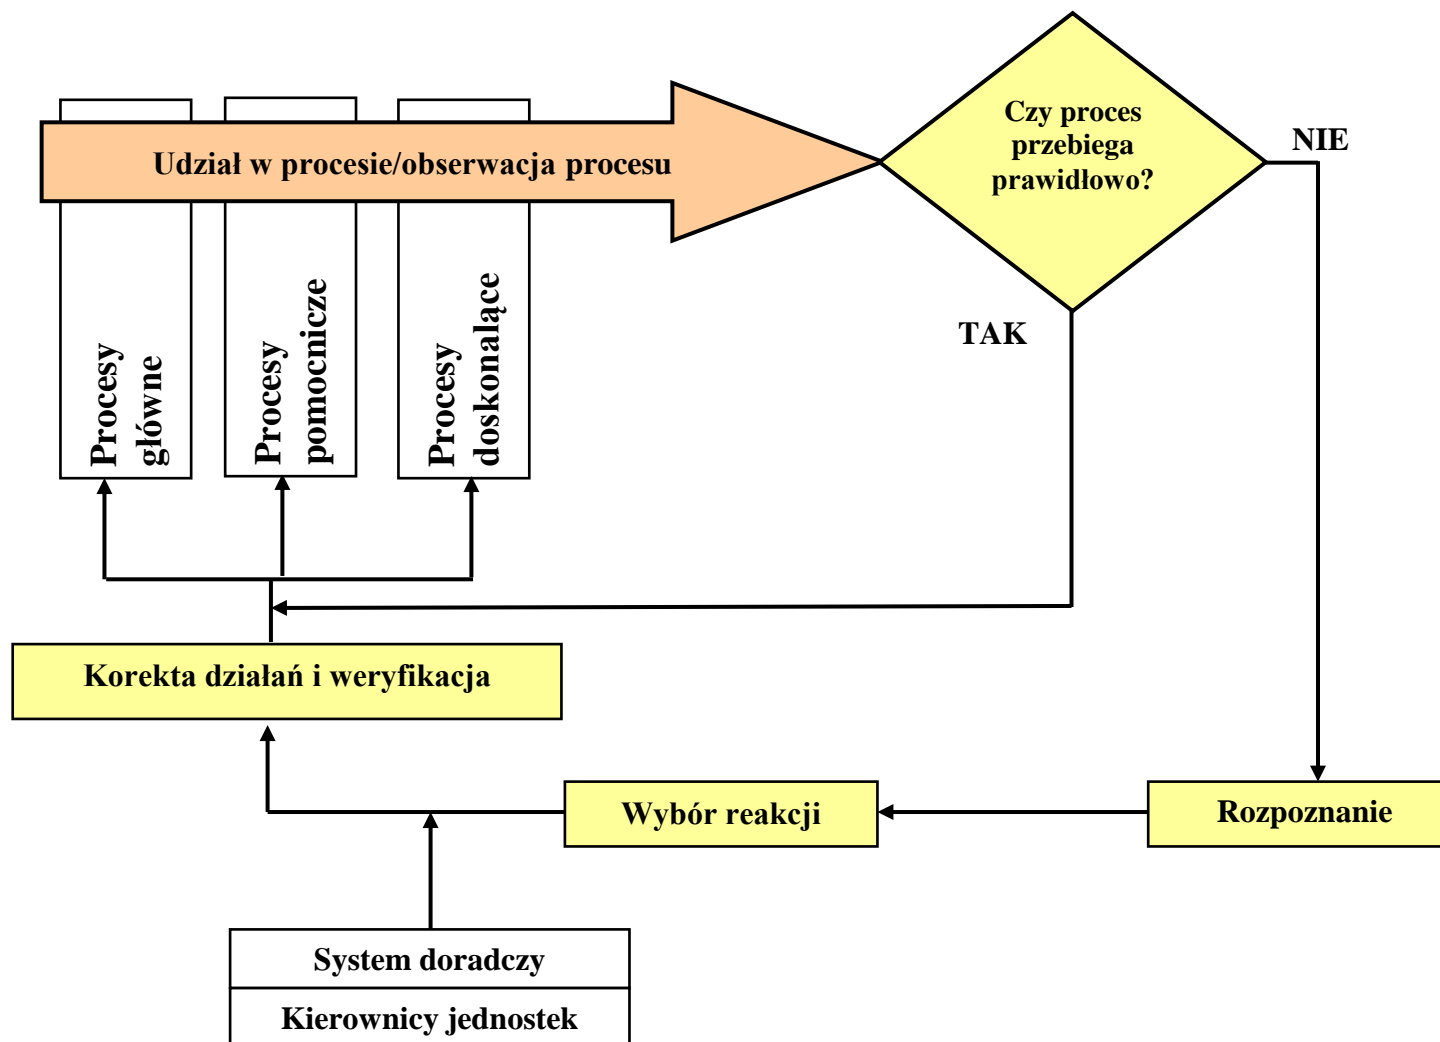 Udział w procesie/obserwacja procesu
Czy proces
przebiega
prawidłowo?
NIE
TAK
Procesy
główne
Procesy
pomocnicze
Procesy
doskonalące
Korekta działań i weryfikacja
Wybór reakcji
Rozpoznanie
System doradczy
Kierownicy jednostek